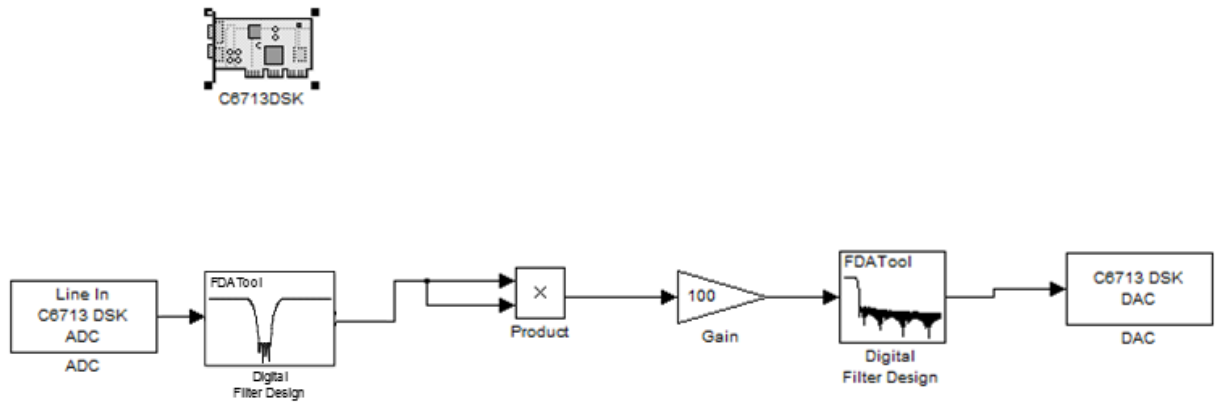 C6713DSK
Line In
C6713 DSK
ADC
ADC
FDATool
Digital
Filter Design
×
Product
100
Gain
FDATool
Digital
Filter Design
C6713 DSK
DAC
DAC